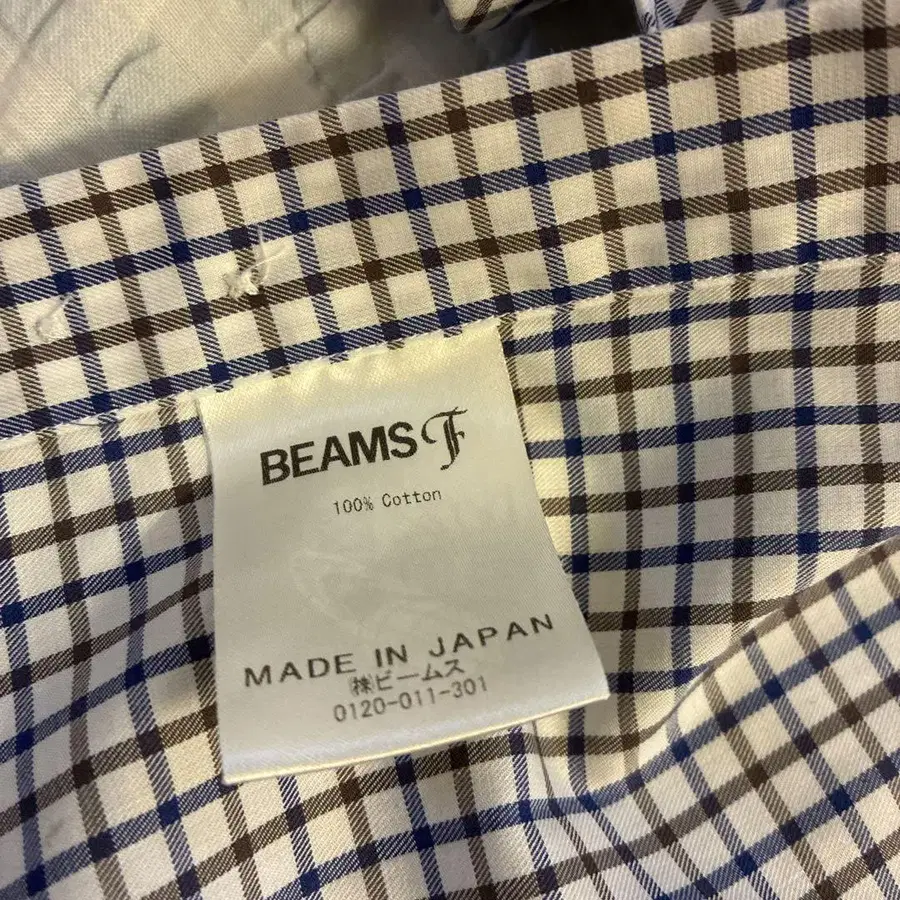 BEAMS F
100% Cotton
MADE IN JAPAN
㈱ビームス
0120-011-301